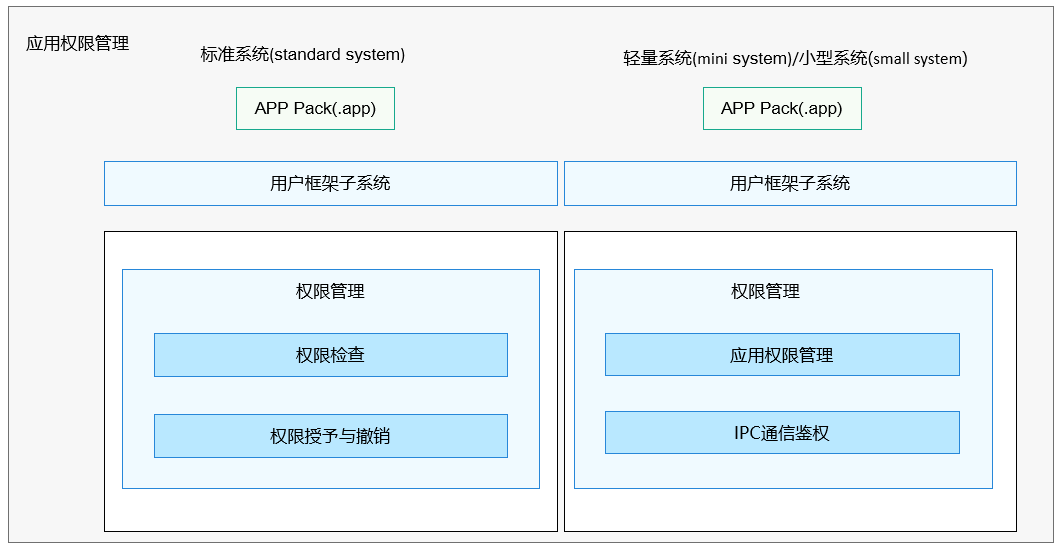 应用权限管理
标准系统(standard system)
轻量系统(mini system)/小型系统(small system)
APP Pack(.app)
APP Pack(.app)
用户框架子系统
用户框架子系统
权限管理
权限管理
权限检查
应用权限管理
权限授予与撤销
IPC通信鉴权